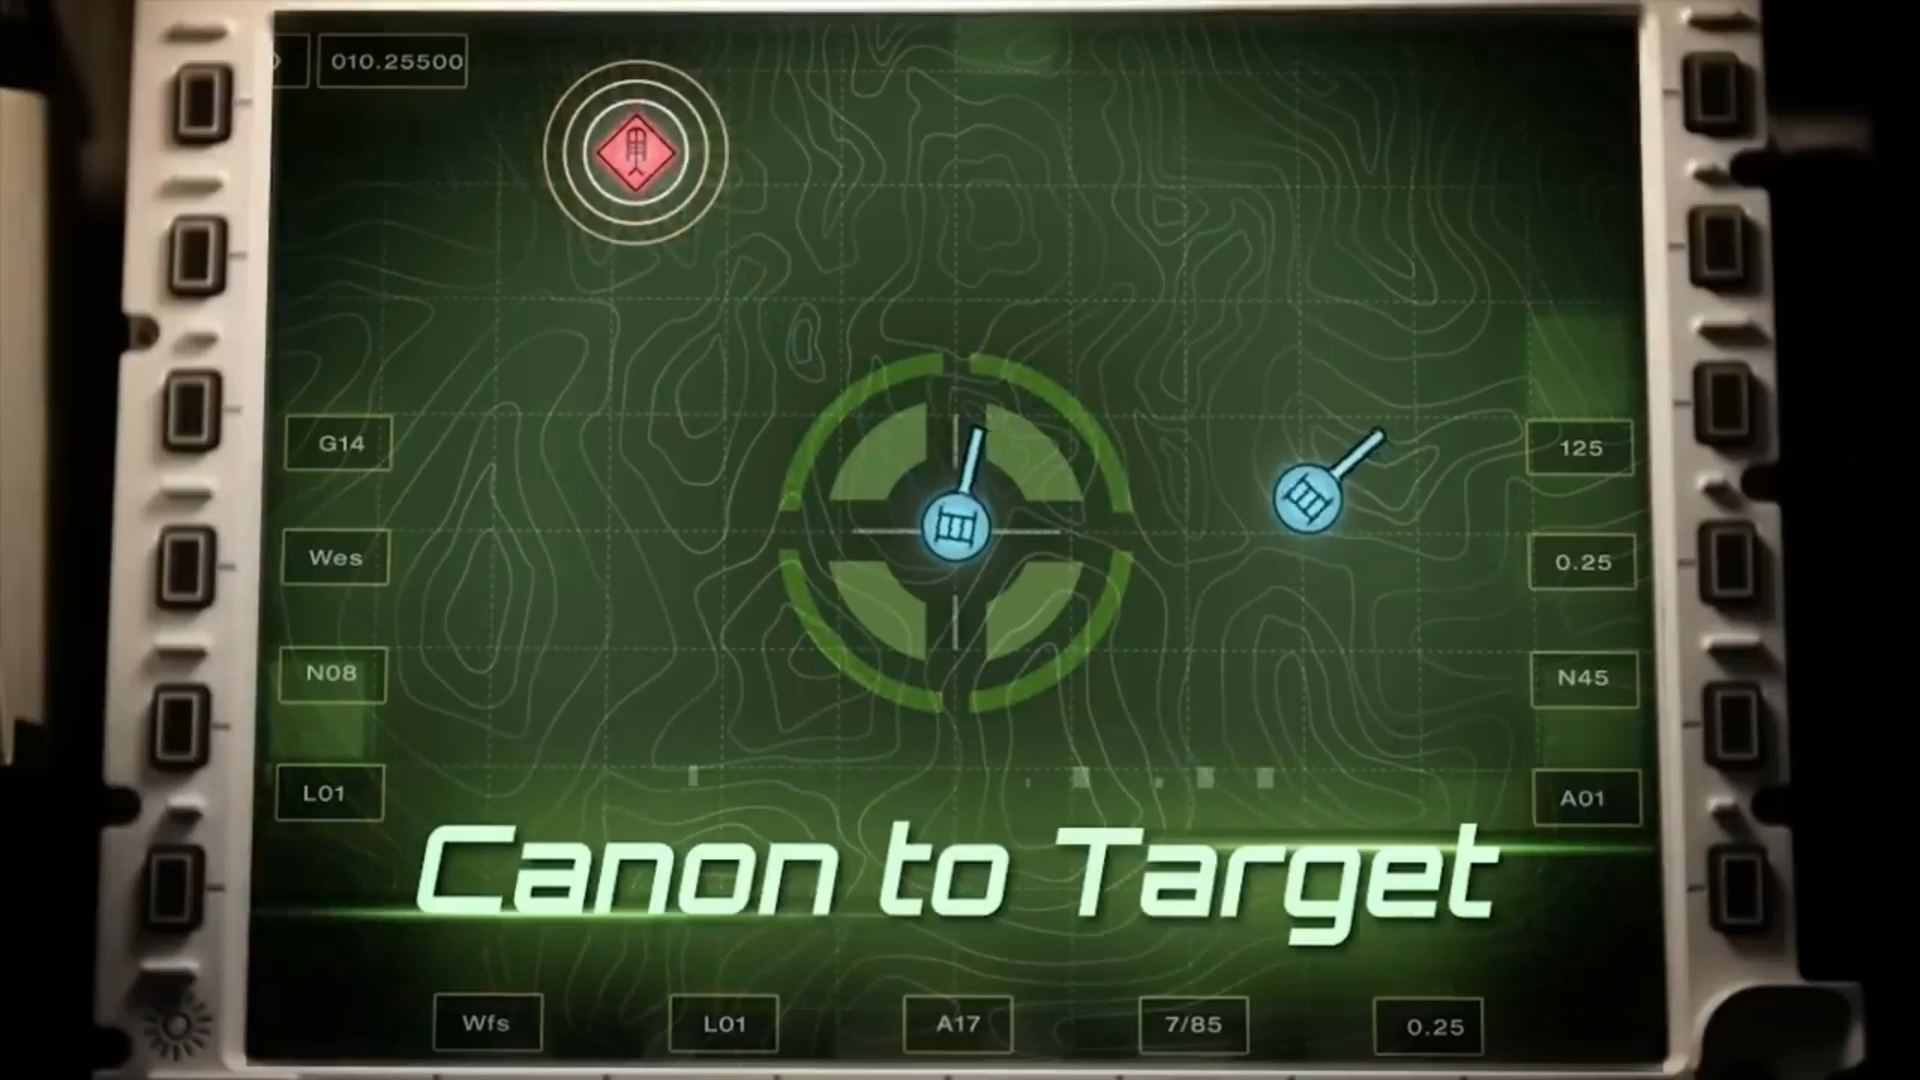 010.25500
G14
125
Wes
0.25
N08
N45
L01
A01
Canon to Target
Wfs
L01
A17
7/85
0.25